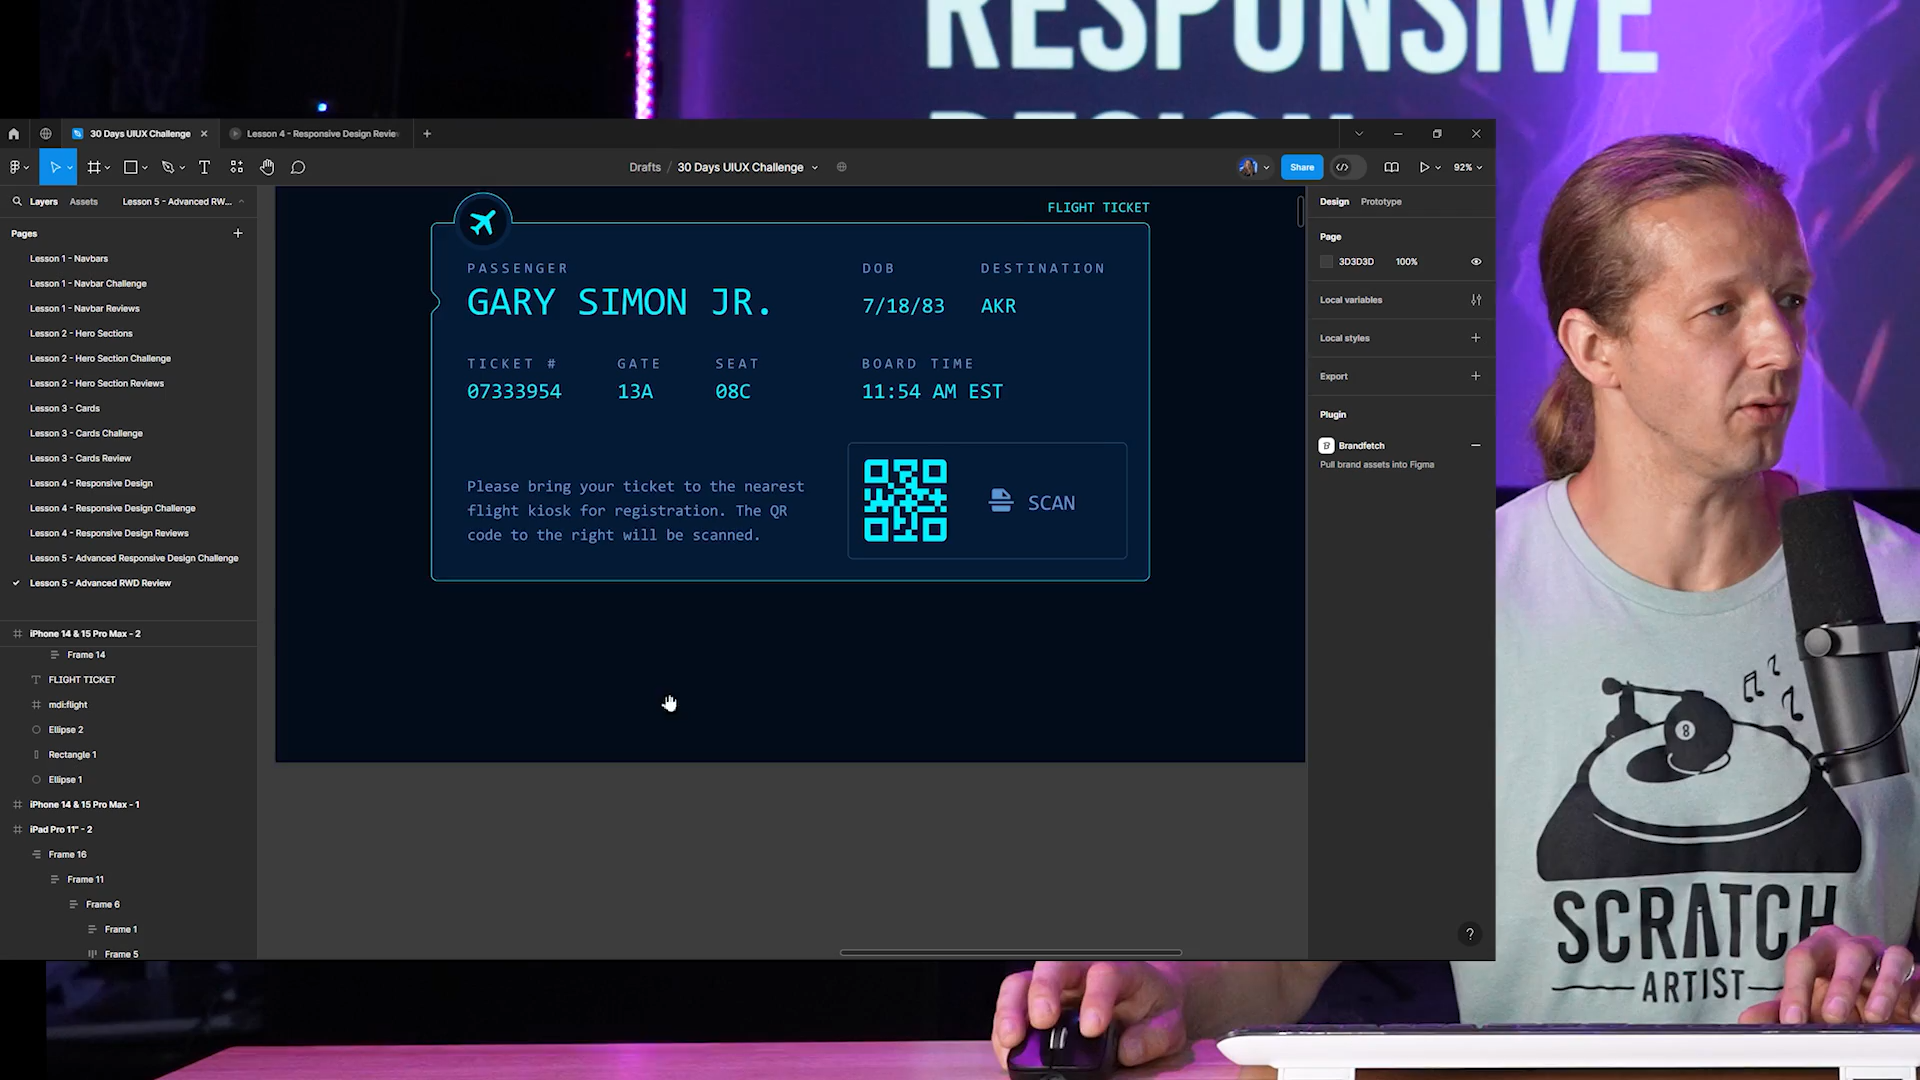 RESPONSIVE
DESIGN
30 Days UIUX Challenge
Lesson 4 - Responsive Design Revie
Drafts / 30 Days UIUX Challenge
Share
92%
Layers
Assets
Lesson 5 - Advanced RW...
Design
Prototype
Pages
Lesson 1 - Navbars
Lesson 1 - Navbar Challenge
Lesson 1 - Navbar Reviews
Lesson 2 - Hero Sections
Lesson 2 - Hero Section Challenge
Lesson 2 - Hero Section Reviews
Lesson 3 - Cards
Lesson 3 - Cards Challenge
Lesson 3 - Cards Review
Lesson 4 - Responsive Design
Lesson 4 - Responsive Design Challenge
Lesson 4 - Responsive Design Reviews
Lesson 5 - Advanced Responsive Design Challenge
Lesson 5 - Advanced RWD Review
iPhone 14 & 15 Pro Max - 2
Frame 14
FLIGHT TICKET
mdi:flight
Ellipse 2
Rectangle 1
Ellipse 1
iPhone 14 & 15 Pro Max - 1
iPad Pro 11" - 2
Frame 16
Frame 11
Frame 6
Frame 1
Frame 5
FLIGHT TICKET
PASSENGER
GARY SIMON JR.
DOB
7/18/83
DESTINATION
AKR
TICKET #
07333954
GATE
13A
SEAT
08C
BOARD TIME
11:54 AM EST
Please bring your ticket to the nearest
flight kiosk for registration. The QR
code to the right will be scanned.
SCAN
Page
3D3D3D
100%
Local variables
Local styles
Export
Plugin
Brandfetch
Pull brand assets into Figma
?
8
SCRATCH
ARTIST